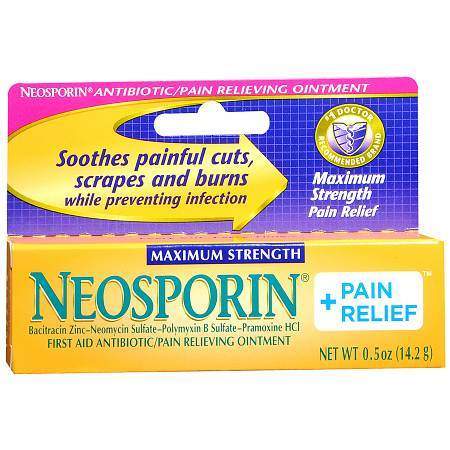 NEOSPORIN® ANTIBIOTIC/PAIN RELIEVING OINTMENT
Soothes painful cuts,
scrapes and burns
while preventing infection
#1 DOCTOR
RECOMMENDED BRAND
Maximum
Strength
Pain Relief
MAXIMUM STRENGTH
NEOSPORIN®
+ PAIN
RELIEF™
Bacitracin Zinc–Neomycin Sulfate–Polymyxin B Sulfate–Pramoxine HCl
FIRST AID ANTIBIOTIC/PAIN RELIEVING OINTMENT
NET WT 0.5oz (14.2 g)